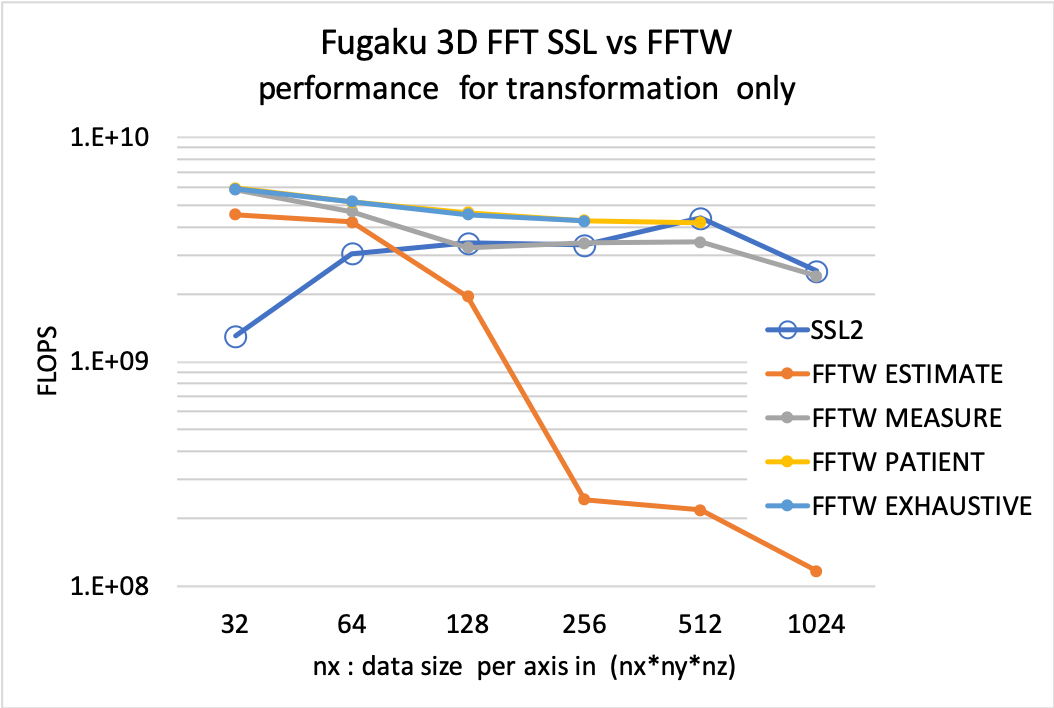 Fugaku 3D FFT SSL vs FFTW
performance for transformation only
1.E+10
1.E+09
1.E+08
FLOPS
SSL2
FFTW ESTIMATE
FFTW MEASURE
FFTW PATIENT
FFTW EXHAUSTIVE
32 64 128 256 512 1024
nx : data size per axis in (nx*ny*nz)